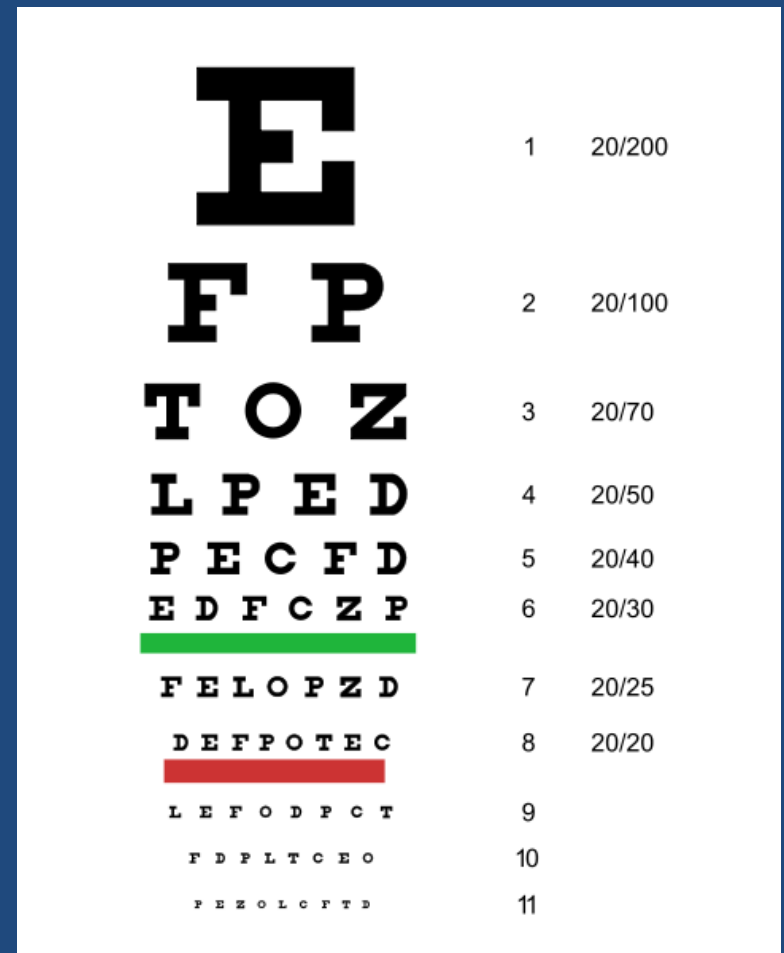 E 1 20/200
F P 2 20/100
T O Z 3 20/70
L P E D 4 20/50
P E C F D 5 20/40
E D F C Z P 6 20/30
F E L O P Z D 7 20/25
D E F P O T E C 8 20/20
L E F O D P C T 9
F D P L T C E O 10
P E Z O L C F T D 11